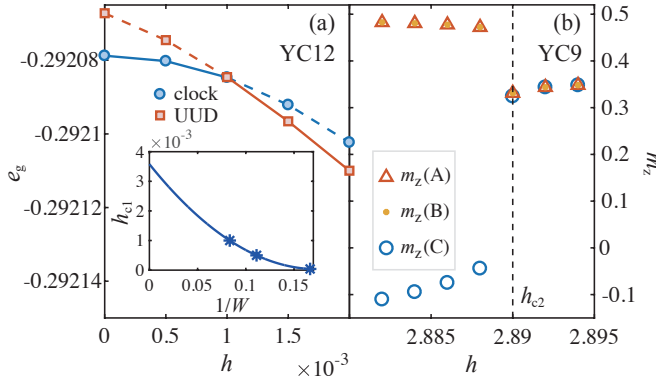 (a)
YC12
-0.29208
-0.2921
-0.29212
-0.29214
e_g
clock
UUD
×10⁻³
4
3
2
1
0
h_c1
0
0.05
0.1
0.15
1/W
0
0.5
1
1.5
h
×10⁻³
(b)
YC9
0.5
0.4
0.3
0.2
0
-0.1
m_z
m_z(A)
m_z(B)
m_z(C)
h_c2
2.885
2.89
2.895
h